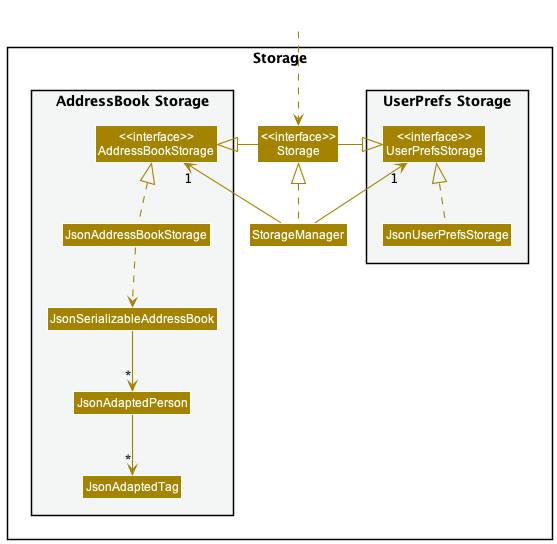 Storage
AddressBook Storage
UserPrefs Storage
<<interface>>
AddressBookStorage
<<interface>>
Storage
<<interface>>
UserPrefsStorage
1
1
JsonAddressBookStorage
StorageManager
JsonUserPrefsStorage
JsonSerializableAddressBook
*
JsonAdaptedPerson
*
JsonAdaptedTag